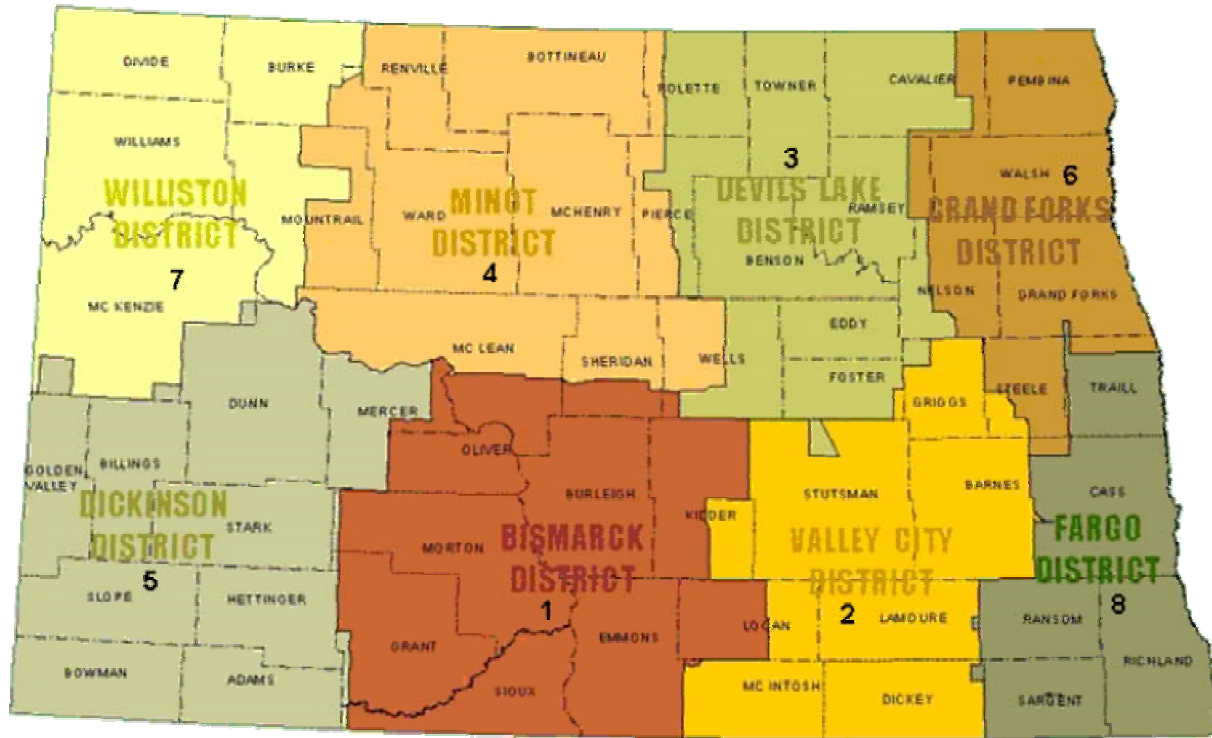 DIVIDE
BURKE
RENVILLE
BOTTINEAU
ROLETTE
TOWNER
CAVALIER
PEMBINA
WILLIAMS
WALSH
WILLISTON
DISTRICT
7
MOUNTRAIL
WARD
MINOT
DISTRICT
4
MCHENRY
PIERCE
3
DEVILS LAKE
DISTRICT
RAMSEY
BENSON
6
GRAND FORKS
DISTRICT
NELSON
GRAND FORKS
MC KENZIE
MC LEAN
SHERIDAN
WELLS
EDDY
FOSTER
GRIGGS
STEELE
TRAILL
DUNN
MERCER
OLIVER
GOLDEN
VALLEY
BILLINGS
DICKINSON
DISTRICT
5
STARK
BURLEIGH
KIDDER
STUTSMAN
BARNES
CASS
MORTON
BISMARCK
DISTRICT
1
VALLEY CITY
DISTRICT
2
FARGO
DISTRICT
8
SLOPE
HETTINGER
GRANT
EMMONS
LOGAN
LAMOURE
RANSOM
RICHLAND
BOWMAN
ADAMS
SIOUX
MC INTOSH
DICKEY
SARGENT